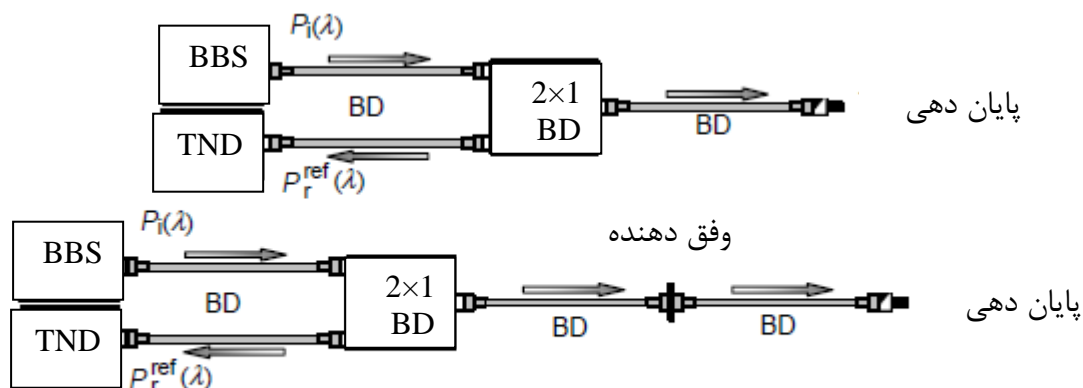 P_i(λ)
BBS
BD
2×1
BD
BD
پایان دهی
TND
P_r^ref(λ)
P_i(λ)
وفق دهنده
BBS
BD
2×1
BD
BD
BD
پایان دهی
TND
P_r^ref(λ)